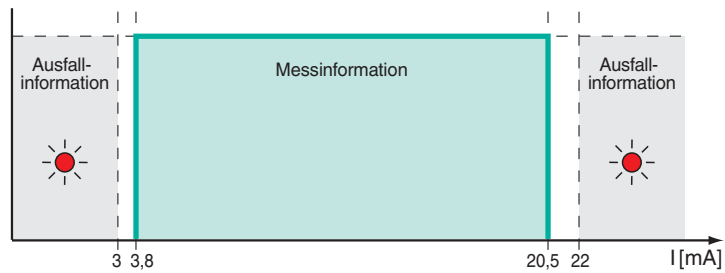 Ausfall-
information
Messinformation
Ausfall-
information
3 3,8 20,5 22 I [mA]